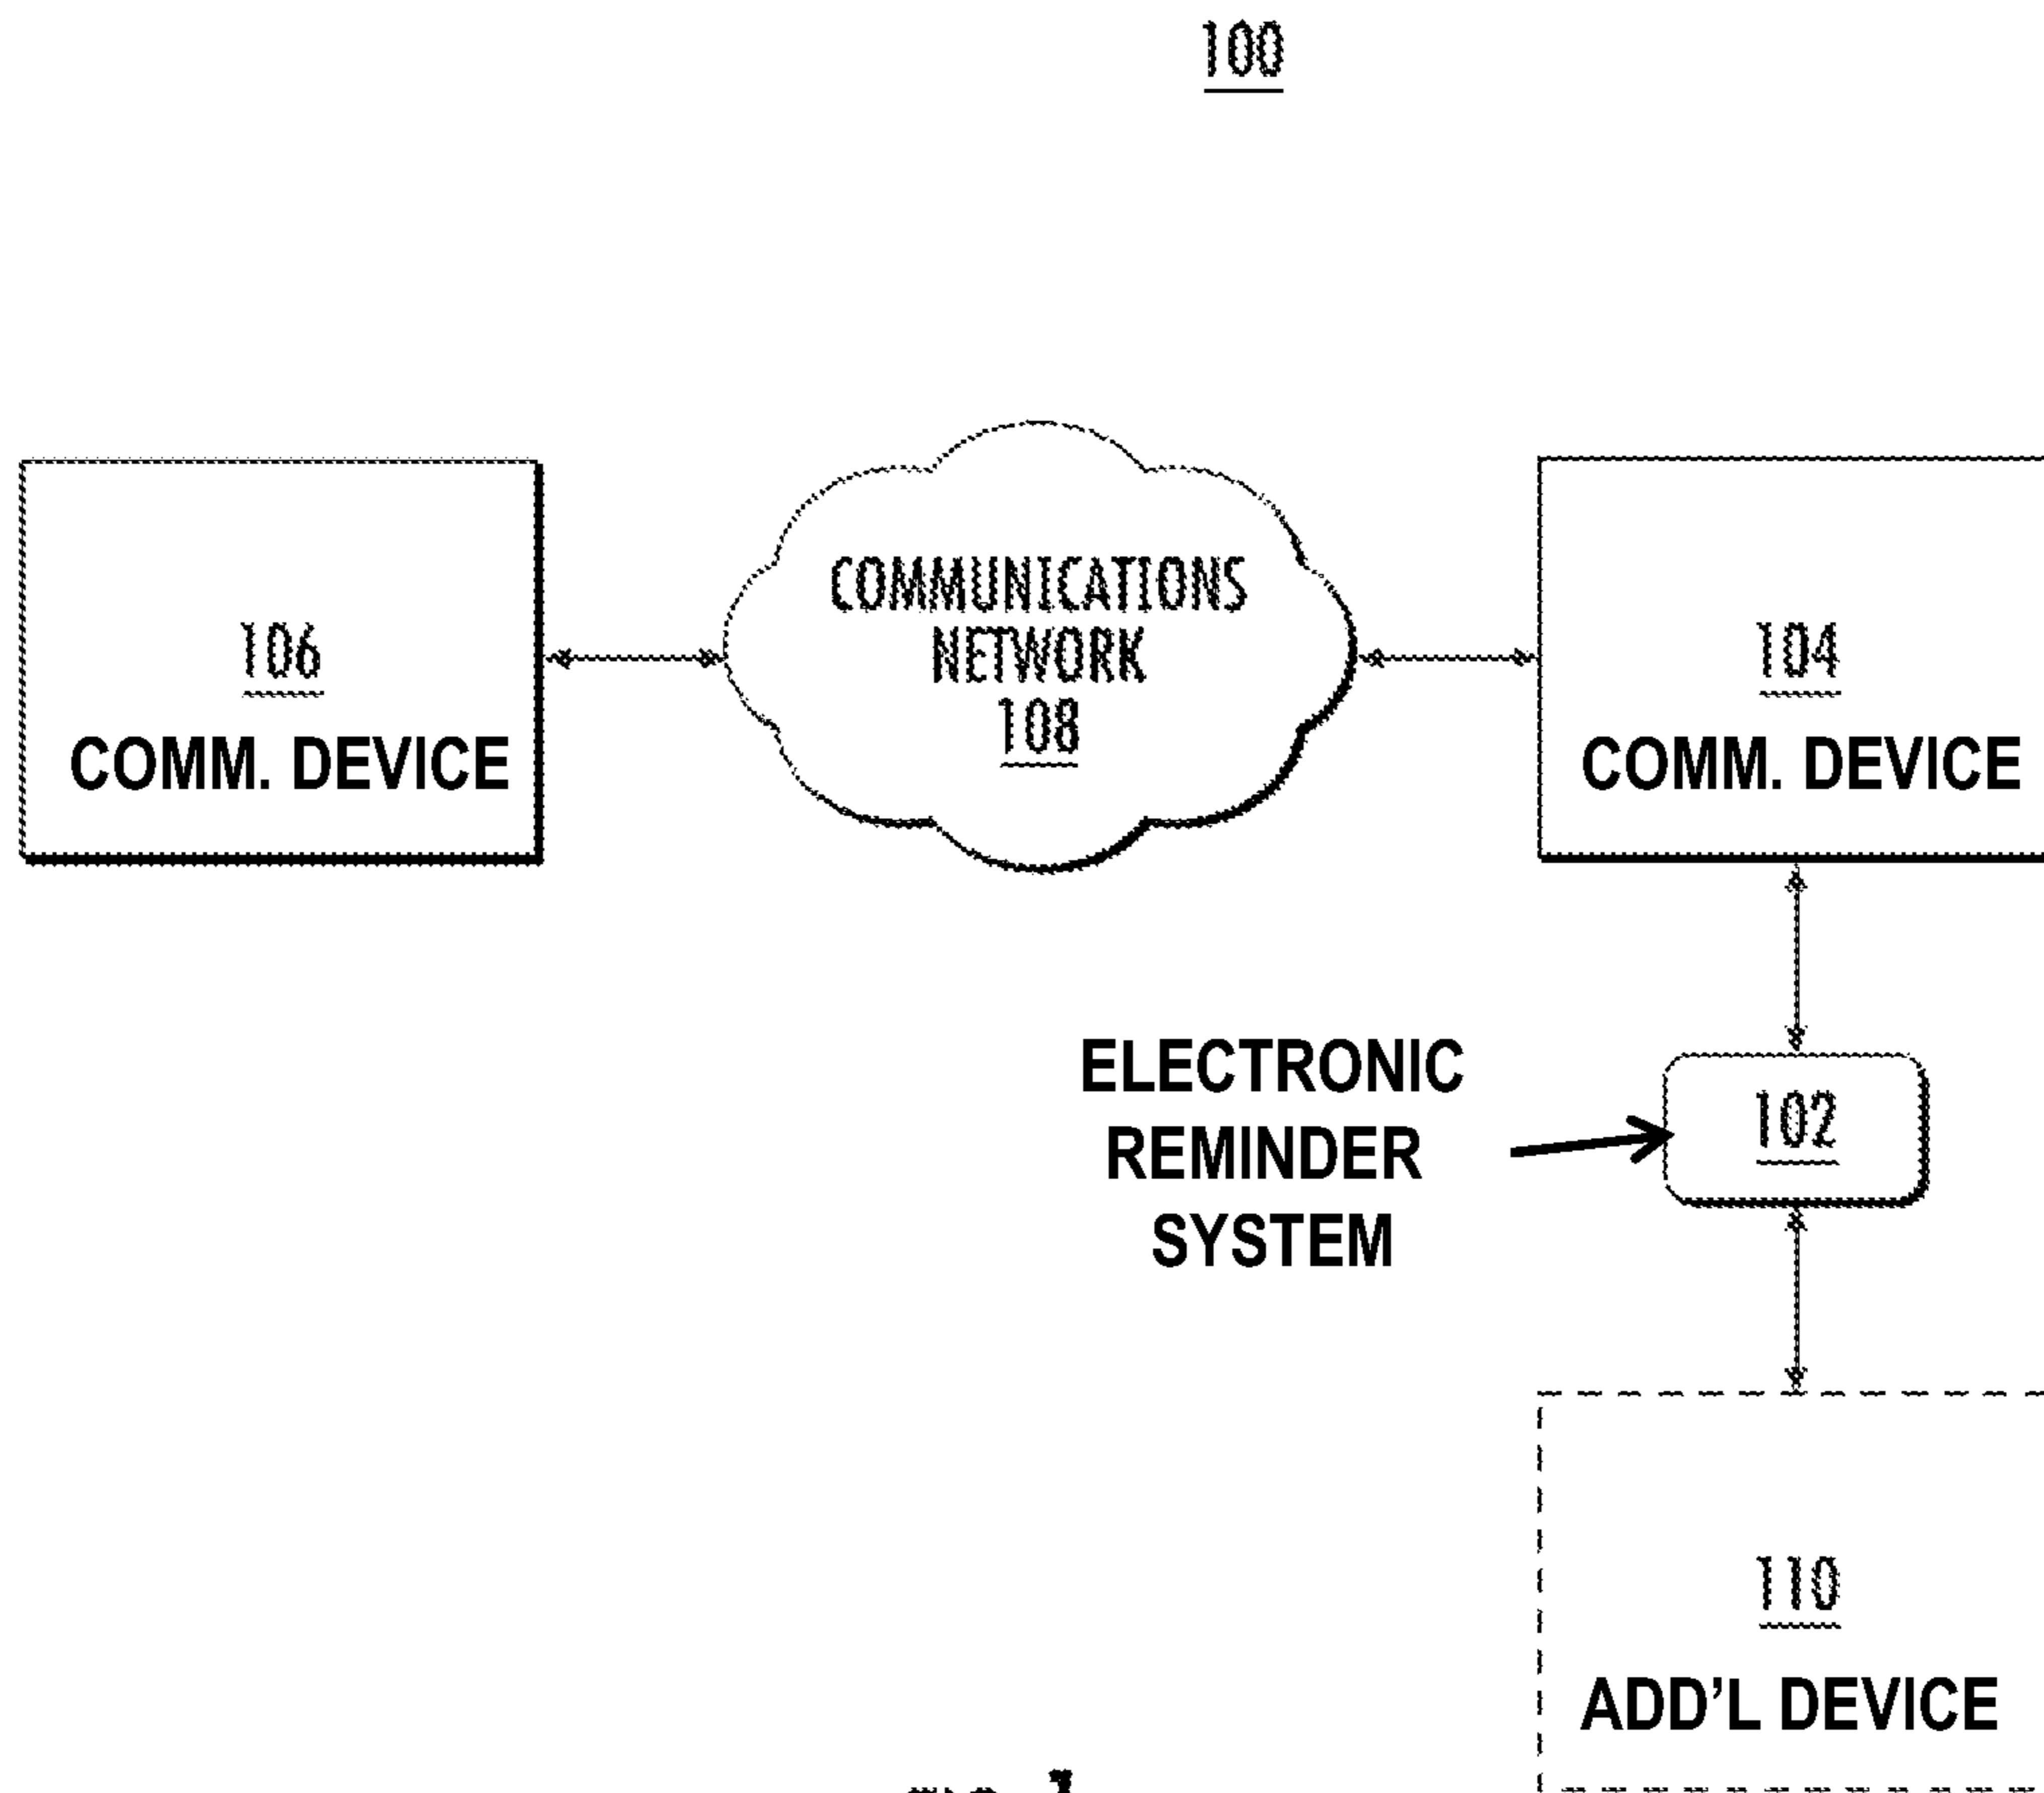 100
COMMUNICATIONS
NETWORK
108
106
COMM. DEVICE
104
COMM. DEVICE
ELECTRONIC
REMINDER
SYSTEM
102
110
ADD’L DEVICE